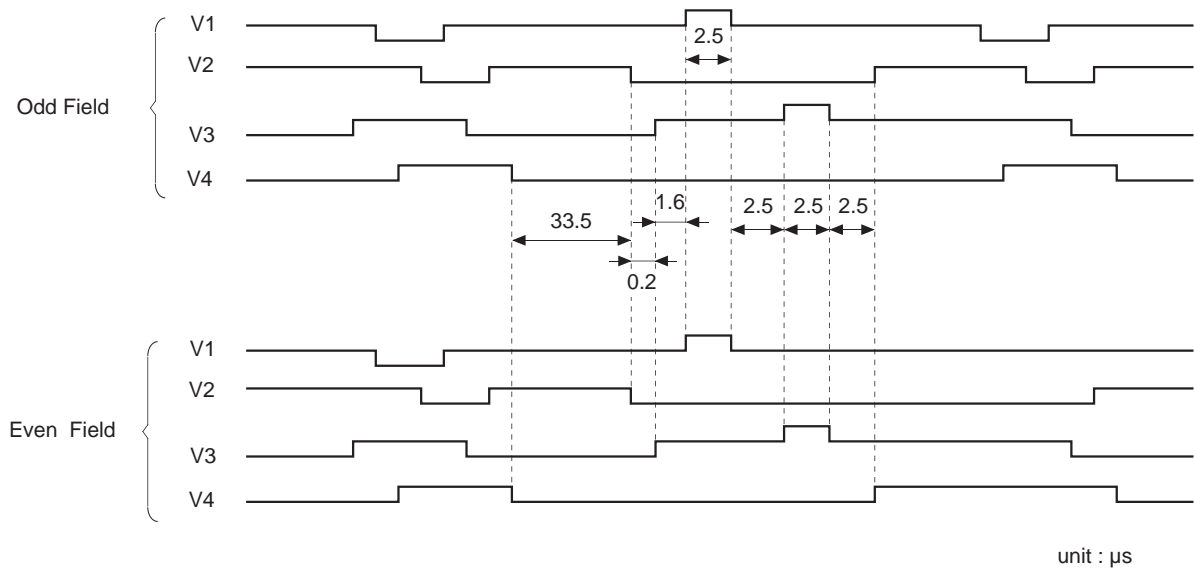 V1
2.5
V2
Odd Field
V3
V4
1.6
2.5 2.5 2.5
33.5
0.2
V1
V2
Even Field
V3
V4
unit : µs